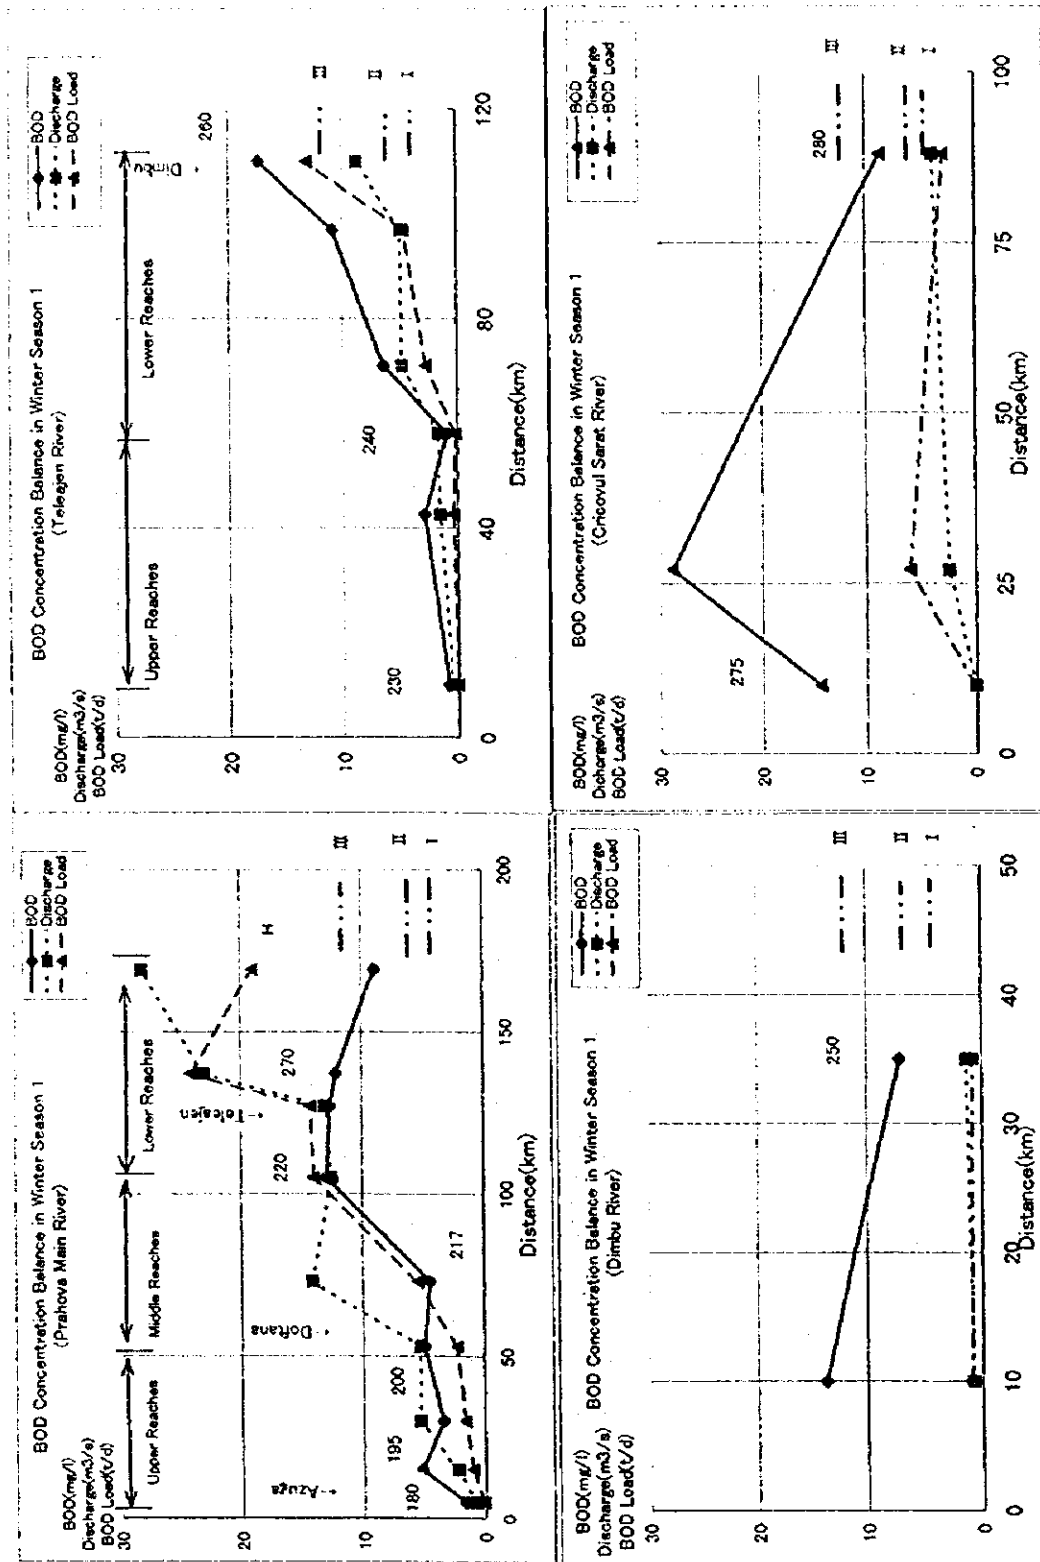 BOD Concentration Balance in Winter Season 1
(Prahova Main River)
BOD(mg/l)
Discharge(m3/s)
BOD Load(t/d)
BOD
Discharge
BOD Load
Upper Reaches
Middle Reaches
Lower Reaches
←Azuga
←Doftana
←Teleajen
180
195
200
217
220
270
III
II
I
30
20
10
0
0
50
100
150
200
Distance(km)
BOD Concentration Balance in Winter Season 1
(Teleajen River)
BOD(mg/l)
Discharge(m3/s)
BOD Load(t/d)
BOD
Discharge
BOD Load
Upper Reaches
Lower Reaches
Dimbu
230
240
260
III
II
I
30
20
10
0
0
40
80
120
Distance(km)
BOD Concentration Balance in Winter Season 1
(Dimbu River)
BOD(mg/l)
Discharge(m3/s)
BOD Load(t/d)
BOD
Discharge
BOD Load
250
III
II
I
30
20
10
0
0
10
20
30
40
50
Distance(km)
BOD Concentration Balance in Winter Season 1
(Cricovul Sarat River)
BOD(mg/l)
Dichorge(m3/s)
BOD Load(t/d)
BOD
Discharge
BOD Load
275
280
III
II
I
30
20
10
0
0
25
50
75
100
Distance(km)